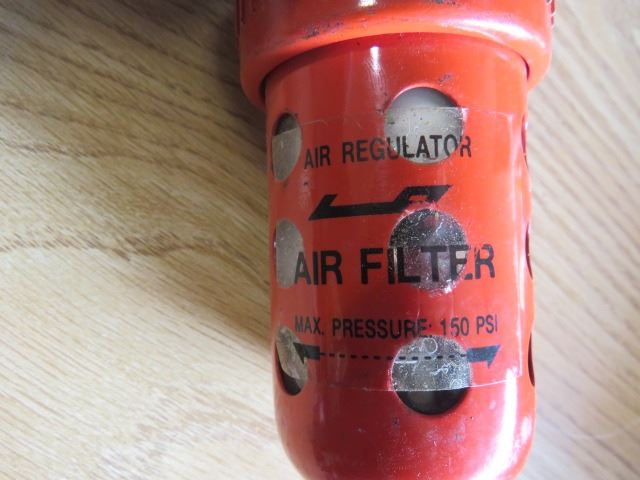 AIR REGULATOR
AIR FILTER
MAX. PRESSURE: 150 PSI